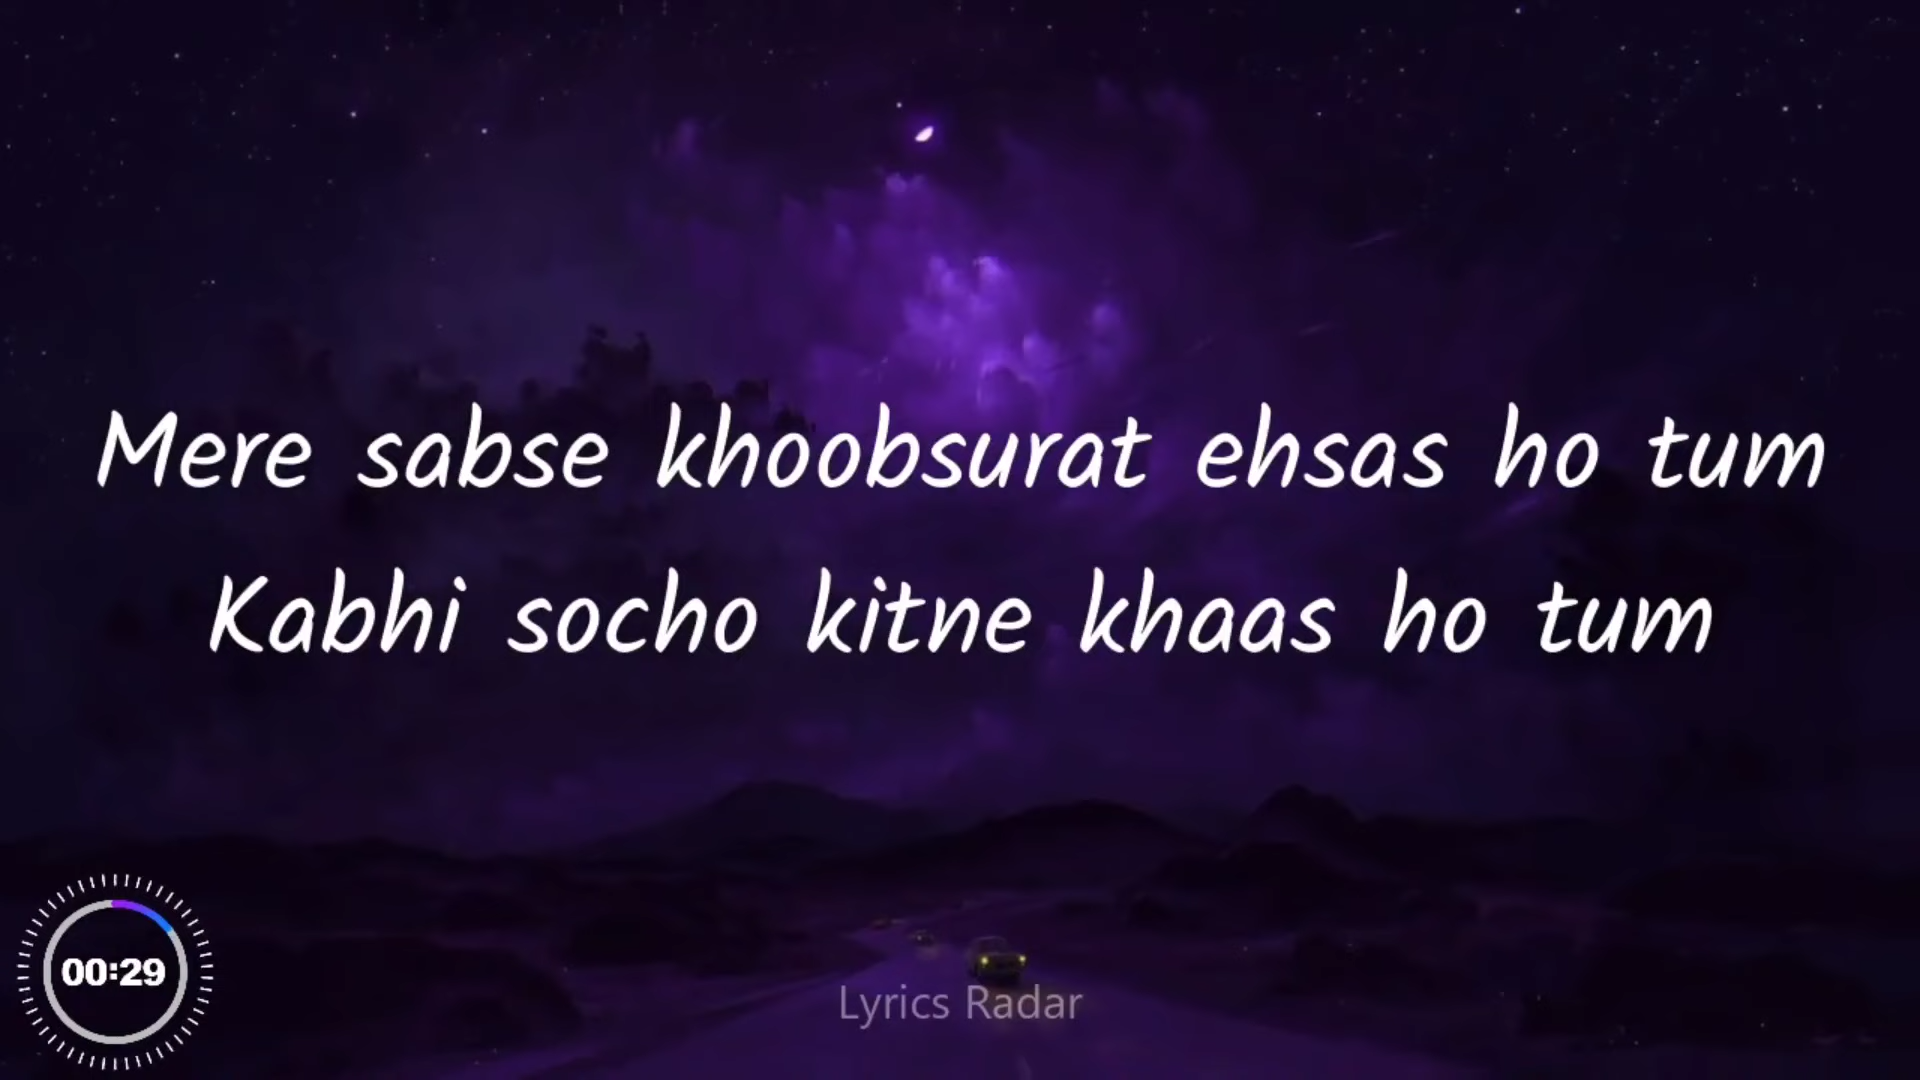 Mere sabse khoobsurat ehsas ho tum
Kabhi socho kitne khaas ho tum
00:29
Lyrics Radar